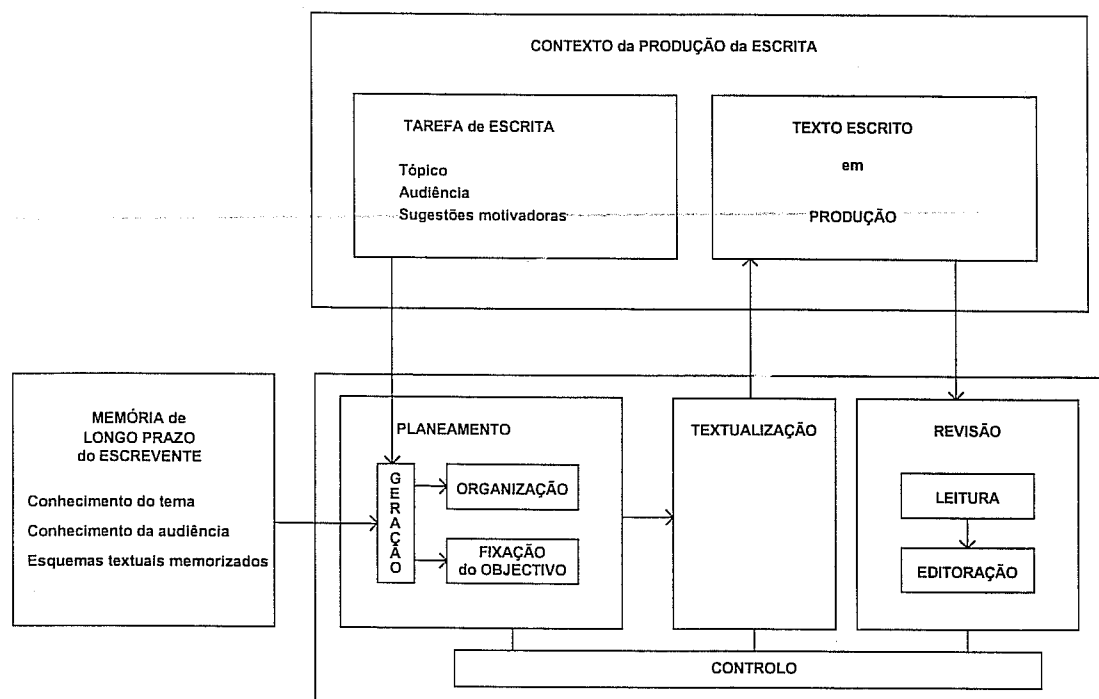 CONTEXTO da PRODUÇÃO da ESCRITA
TAREFA de ESCRITA
Tópico
Audiência
Sugestões motivadoras
TEXTO ESCRITO
em
PRODUÇÃO
MEMÓRIA de
LONGO PRAZO
do ESCREVENTE
Conhecimento do tema
Conhecimento da audiência
Esquemas textuais memorizados
PLANEAMENTO
GERAÇÃO
ORGANIZAÇÃO
FIXAÇÃO
do OBJECTIVO
TEXTUALIZAÇÃO
REVISÃO
LEITURA
EDITORAÇÃO
CONTROLO